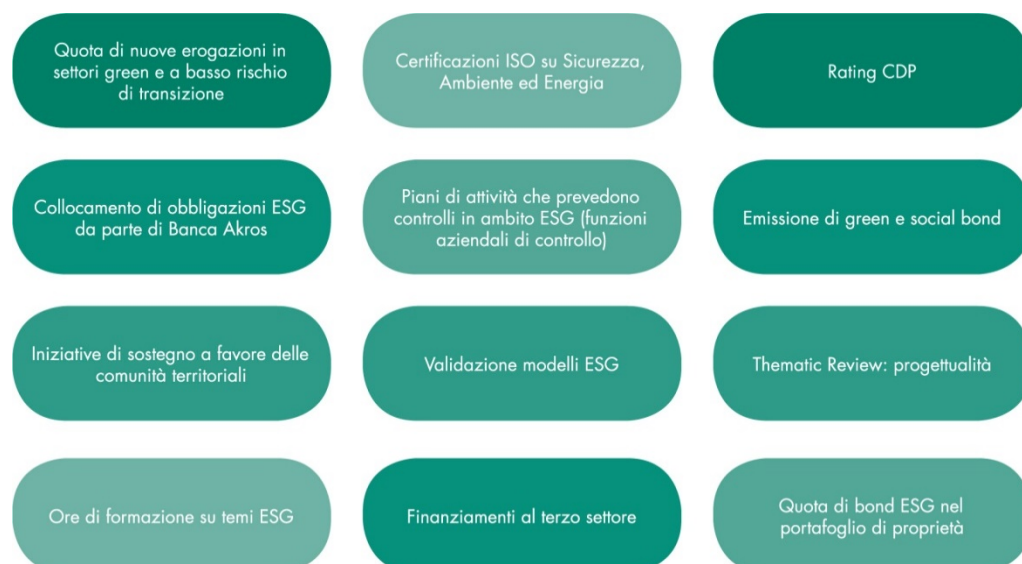 Quota di nuove erogazioni in
settori green e a basso rischio
di transizione
Certificazioni ISO su Sicurezza,
Ambiente ed Energia
Rating CDP
Collocamento di obbligazioni ESG
da parte di Banca Akros
Piani di attività che prevedono
controlli in ambito ESG (funzioni
aziendali di controllo)
Emissione di green e social bond
Iniziative di sostegno a favore delle
comunità territoriali
Validazione modelli ESG
Thematic Review: progettualità
Ore di formazione su temi ESG
Finanziamenti al terzo settore
Quota di bond ESG nel
portafoglio di proprietà